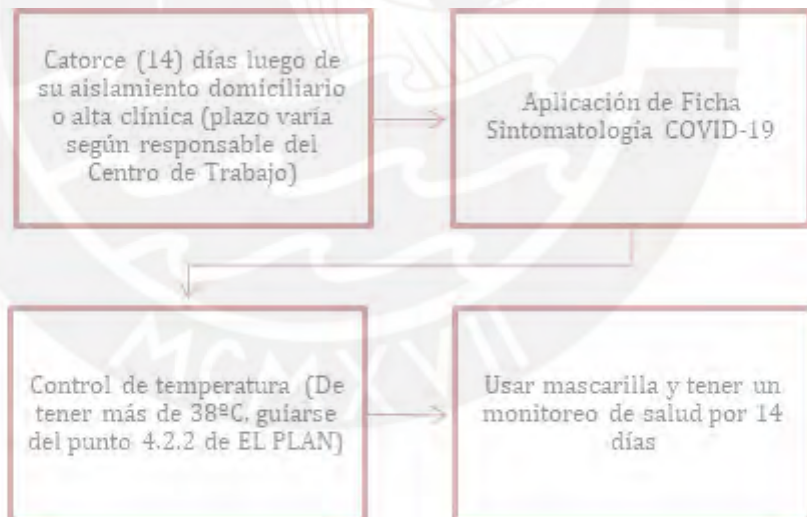 Catorce (14) días luego de
su aislamiento domiciliario
o alta clínica (plazo varía
según responsable del
Centro de Trabajo)
Aplicación de Ficha
Sintomatología COVID-19
Control de temperatura (De
tener más de 38ºC, guiarse
del punto 4.2.2 de EL PLAN)
Usar mascarilla y tener un
monitoreo de salud por 14
días
MCMXVII